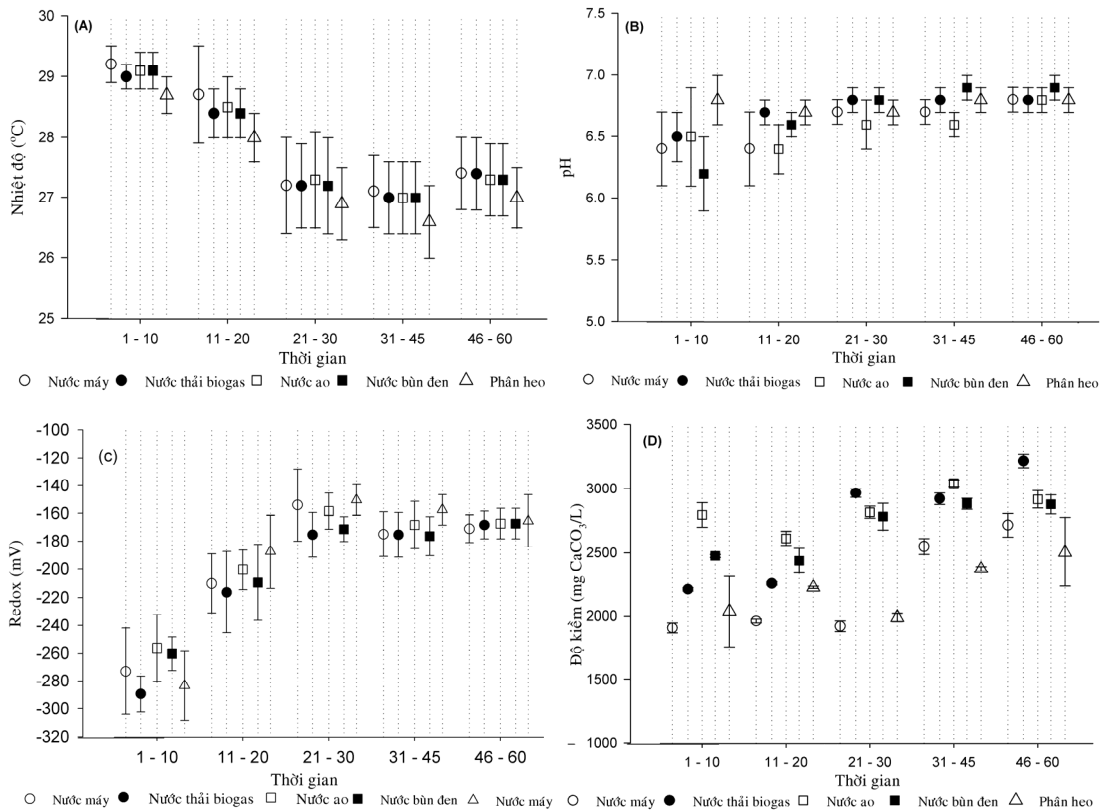 (A)
Nhiệt độ (°C)
30
29
28
27
26
25
1 - 10 11 - 20 21 - 30 31 - 45 46 - 60
Thời gian
Nước máy Nước thải biogas Nước ao Nước bùn đen Phân heo
(B)
pH
7.5
7.0
6.5
6.0
5.5
5.0
1 - 10 11 - 20 21 - 30 31 - 45 46 - 60
Thời gian
Nước máy Nước thải biogas Nước ao Nước bùn đen Phân heo
(C)
Redox (mV)
-100
-120
-140
-160
-180
-200
-220
-240
-260
-280
-300
-320
1 - 10 11 - 20 21 - 30 31 - 45 46 - 60
Thời gian
Nước máy Nước thải biogas Nước ao Nước bùn đen Nước máy
(D)
Độ kiềm (mg CaCO3/L)
3500
3000
2500
2000
1500
1000
1 - 10 11 - 20 21 - 30 31 - 45 46 - 60
Thời gian
Nước máy Nước thải biogas Nước ao Nước bùn đen Phân heo